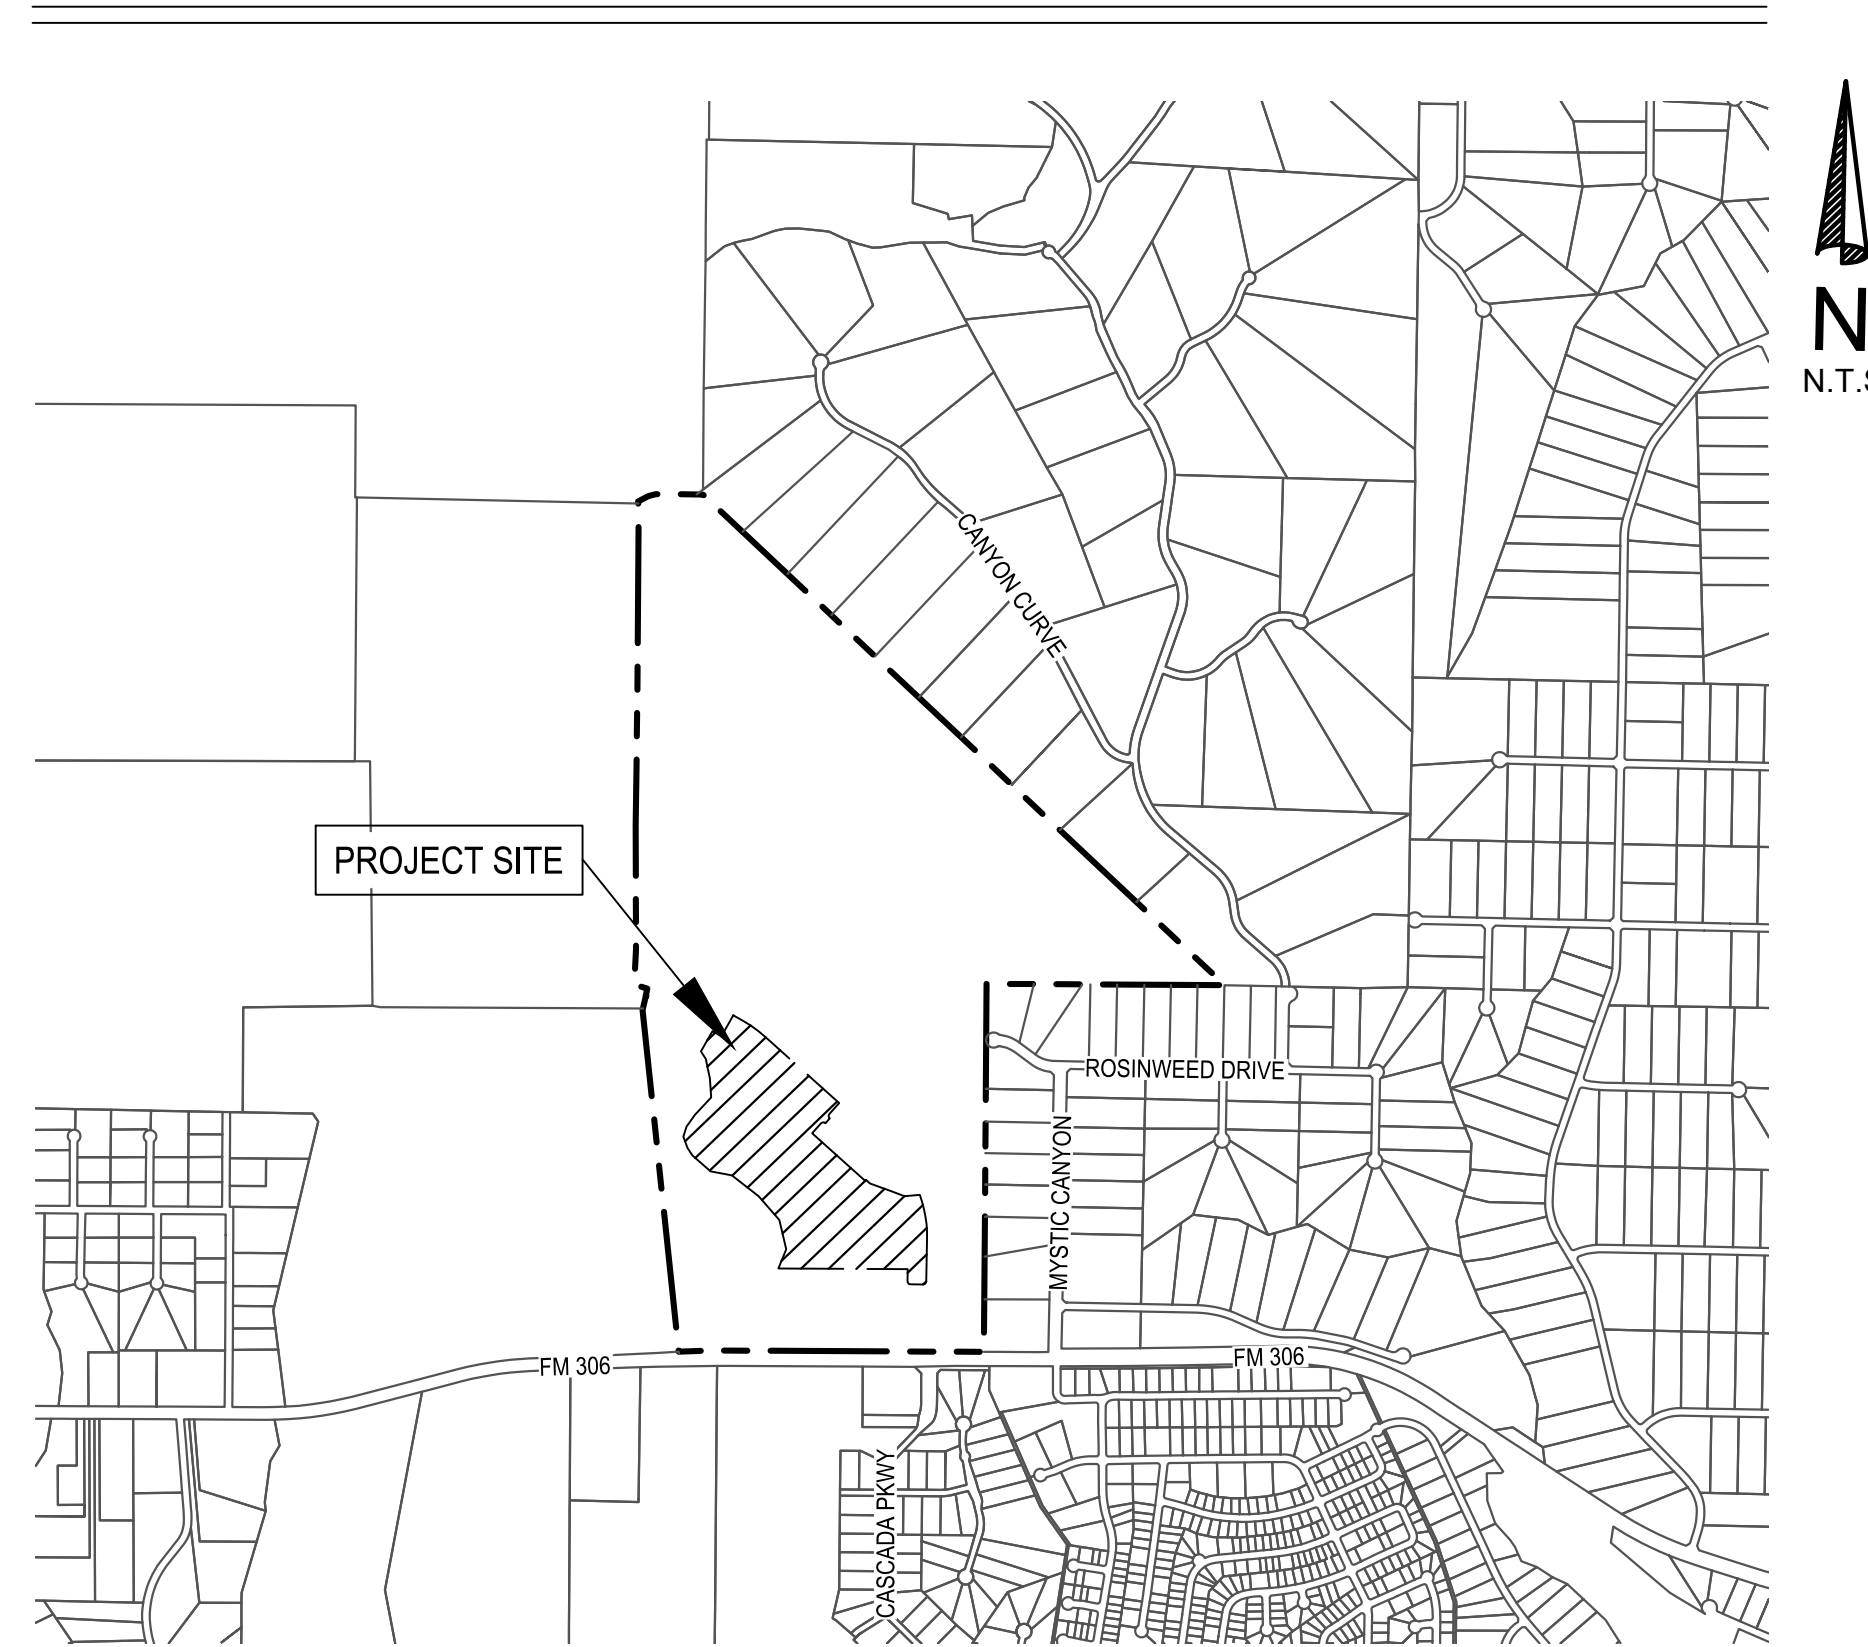 N
N.T.S
CANYON CURVE
PROJECT SITE
ROSINWEED DRIVE
MYSTIC CANYON
FM 306
FM 306
CASCADA PKWY